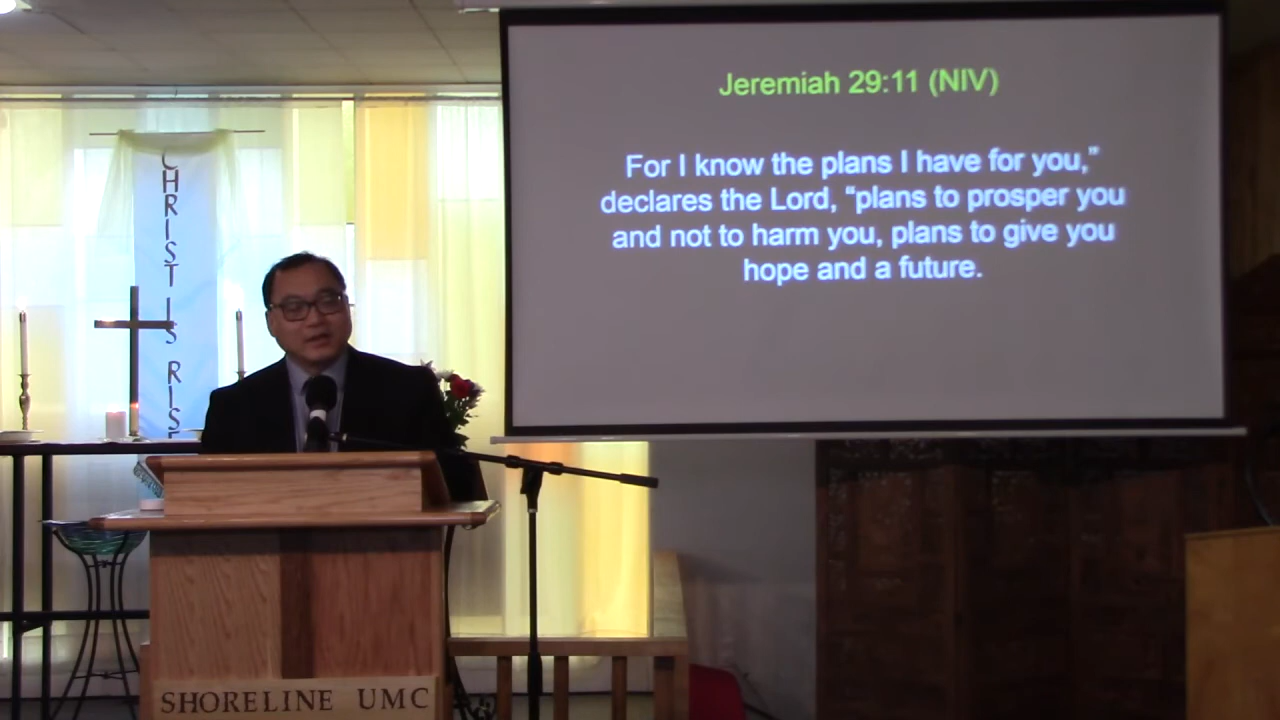 Jeremiah 29:11 (NIV)
For I know the plans I have for you,”
declares the Lord, “plans to prosper you
and not to harm you, plans to give you
hope and a future.
CHRIST IS RISE
SHORELINE UMC